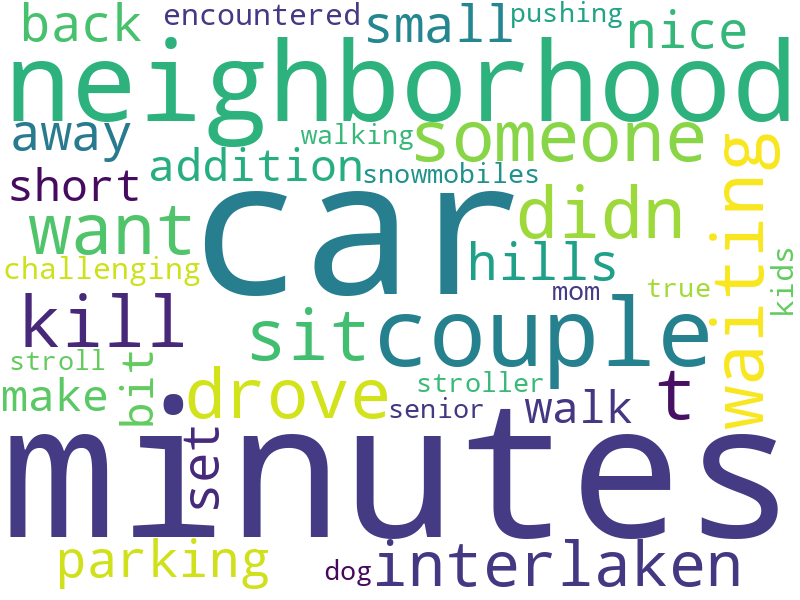 back encountered small pushing nice
neighborhood
away walking someone
short addition snowmobiles
want car didn waiting
challenging hills mom true kids
kill sit couple
stroll bit drove stroller t
make set senior walk
minutes
parking dog interlaken